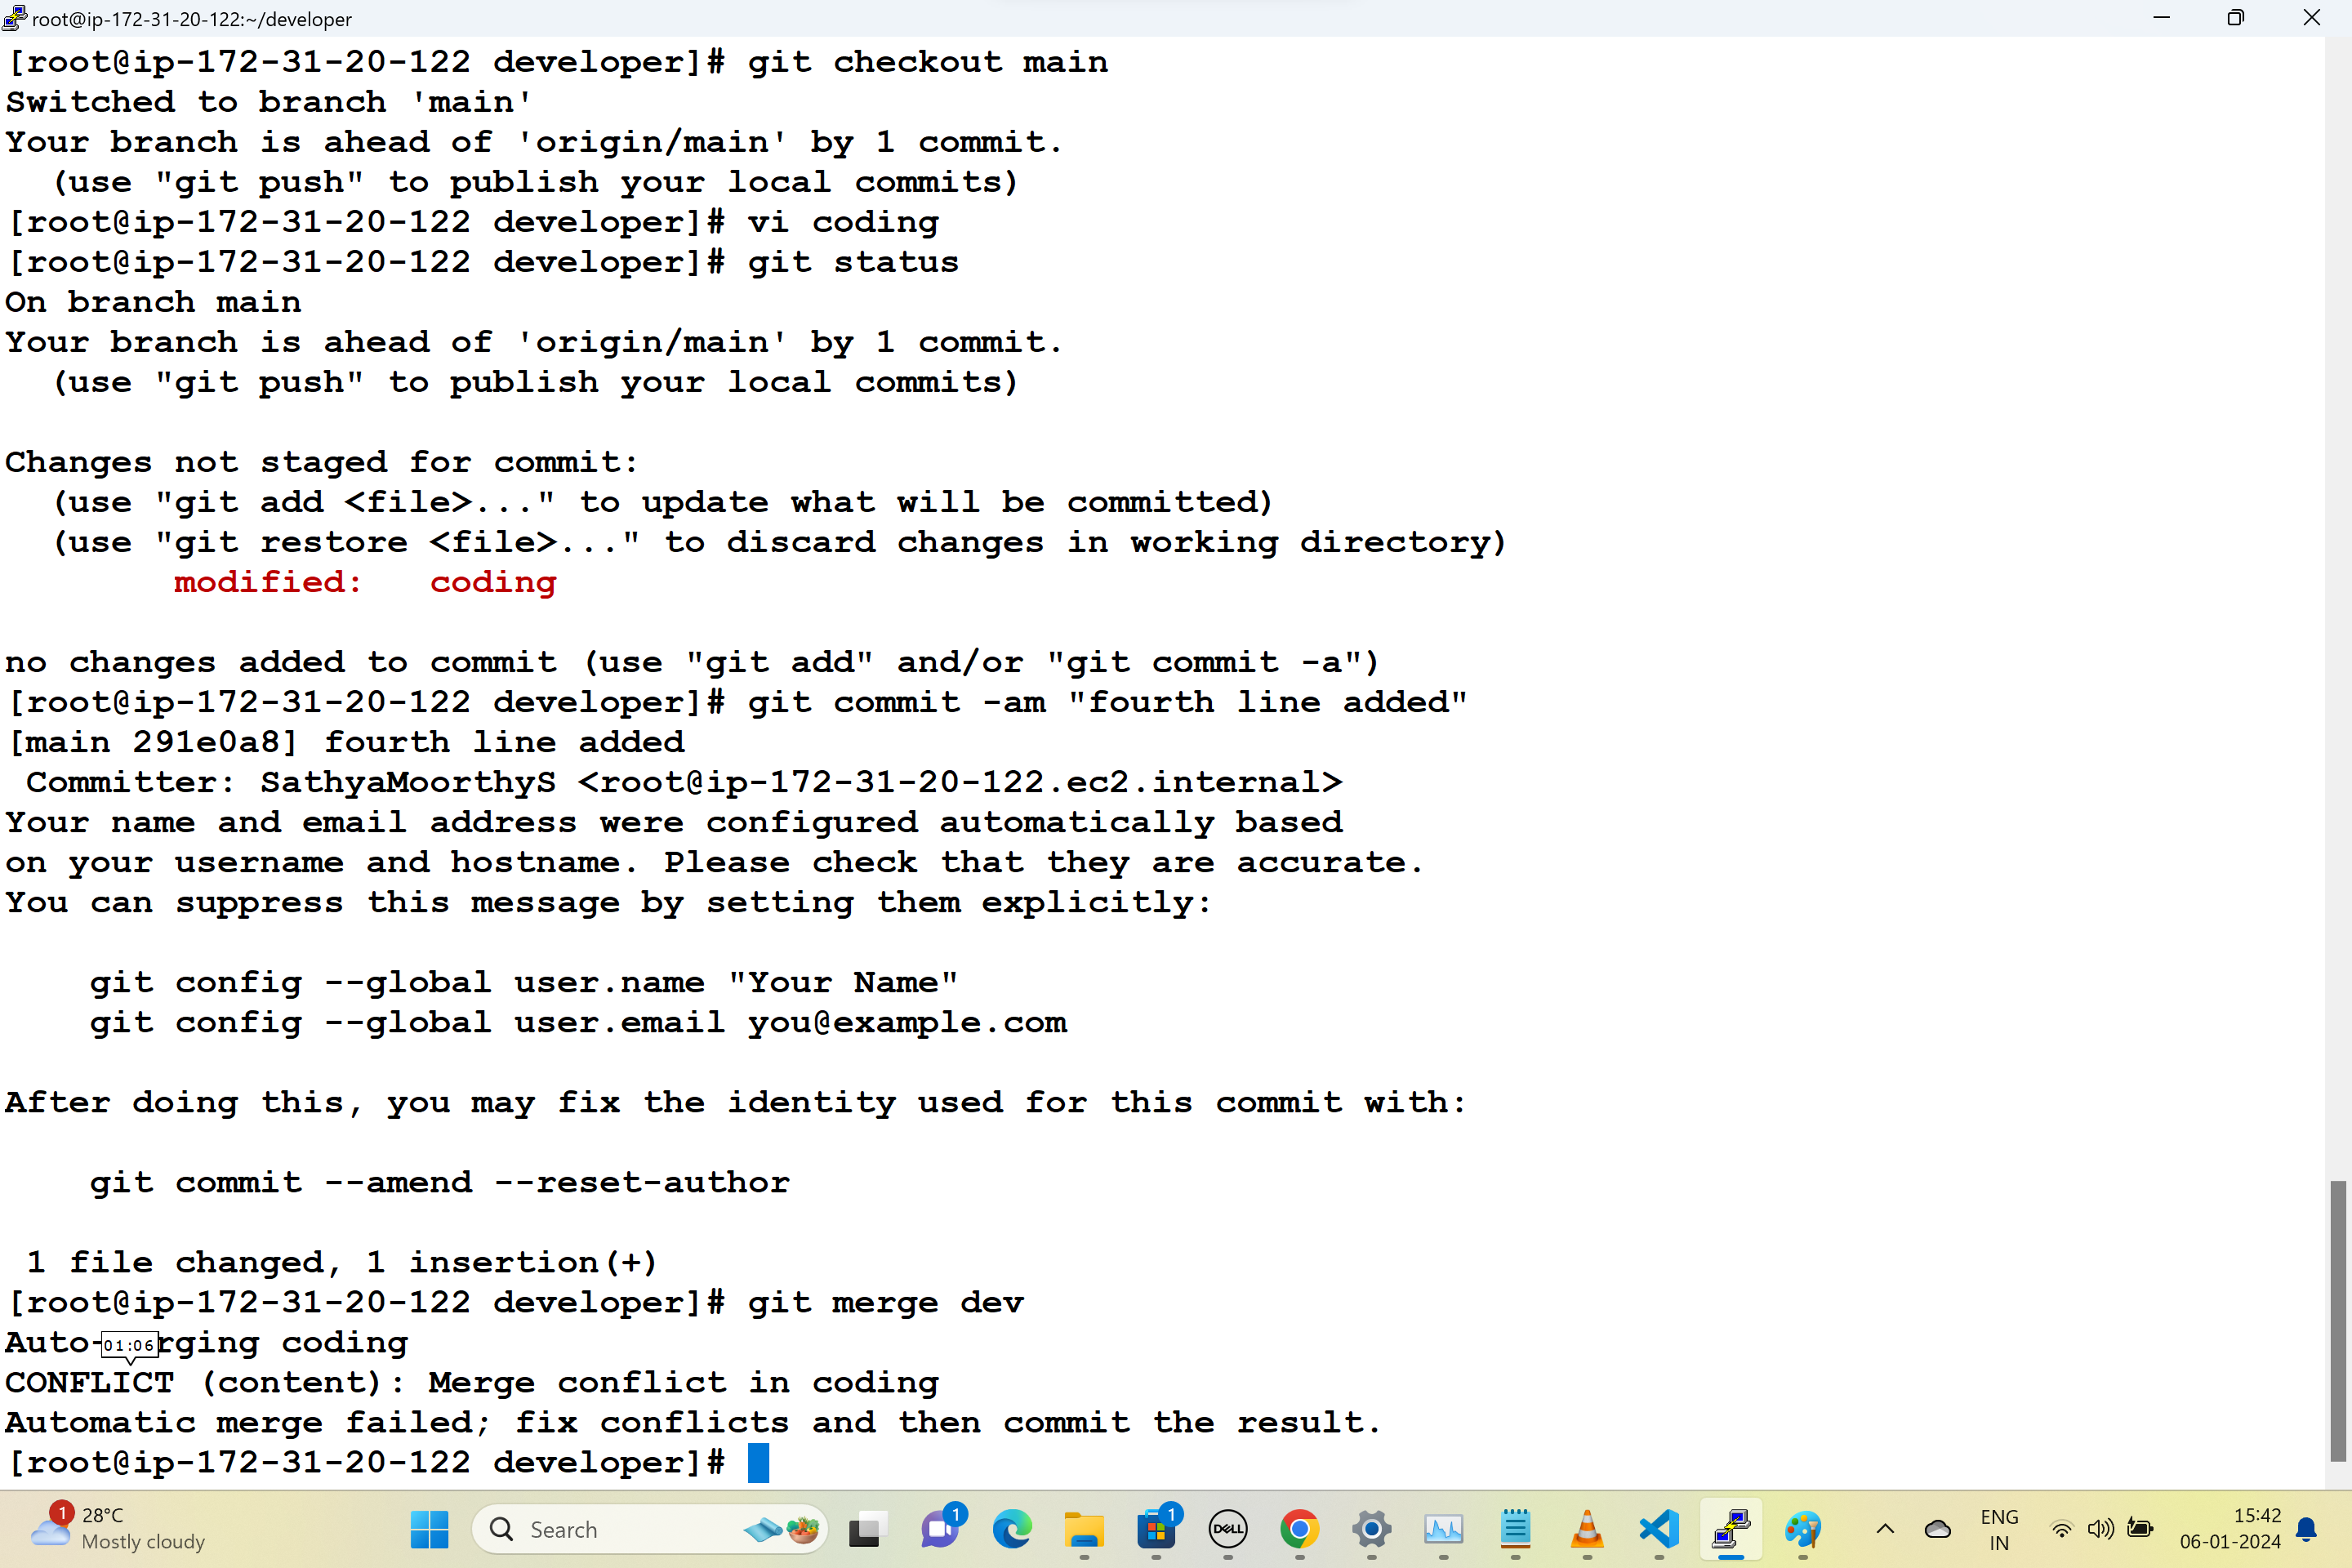 root@ip-172-31-20-122:~/developer
[root@ip-172-31-20-122 developer]# git checkout main
Switched to branch 'main'
Your branch is ahead of 'origin/main' by 1 commit.
  (use "git push" to publish your local commits)
[root@ip-172-31-20-122 developer]# vi coding
[root@ip-172-31-20-122 developer]# git status
On branch main
Your branch is ahead of 'origin/main' by 1 commit.
  (use "git push" to publish your local commits)
Changes not staged for commit:
  (use "git add <file>..." to update what will be committed)
  (use "git restore <file>..." to discard changes in working directory)
        modified:   coding
no changes added to commit (use "git add" and/or "git commit -a")
[root@ip-172-31-20-122 developer]# git commit -am "fourth line added"
[main 291e0a8] fourth line added
 Committer: SathyaMoorthyS <root@ip-172-31-20-122.ec2.internal>
Your name and email address were configured automatically based
on your username and hostname. Please check that they are accurate.
You can suppress this message by setting them explicitly:
    git config --global user.name "Your Name"
    git config --global user.email you@example.com
After doing this, you may fix the identity used for this commit with:
    git commit --amend --reset-author
 1 file changed, 1 insertion(+)
[root@ip-172-31-20-122 developer]# git merge dev
Auto-rging coding
01:06
CONFLICT (content): Merge conflict in coding
Automatic merge failed; fix conflicts and then commit the result.
[root@ip-172-31-20-122 developer]#
1
28°C
Mostly cloudy
Search
1
1
DELL
ENG
IN
15:42
06-01-2024